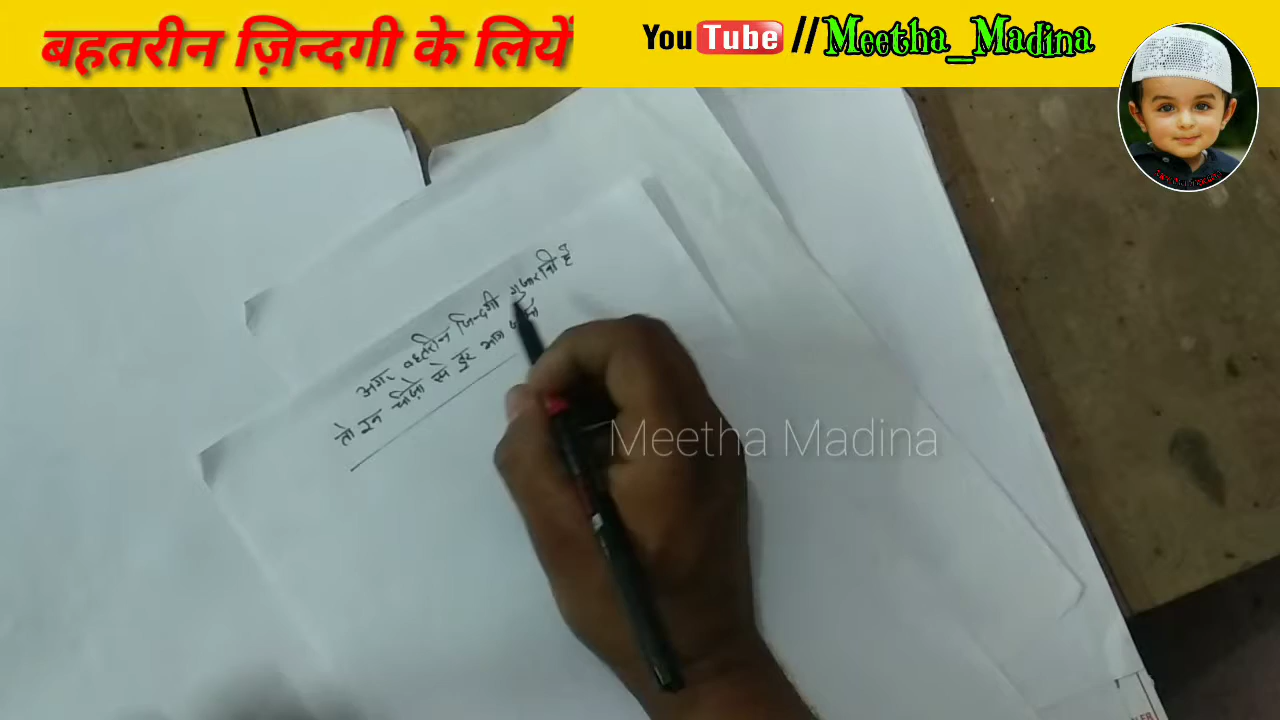 बहतरीन ज़िन्दगी के लियें
YouTube //Meetha_Madina
अगर बहतरीन जिन्दगी गुजारनी है
तो इन चीजो से दूर भाग
Meetha Madina